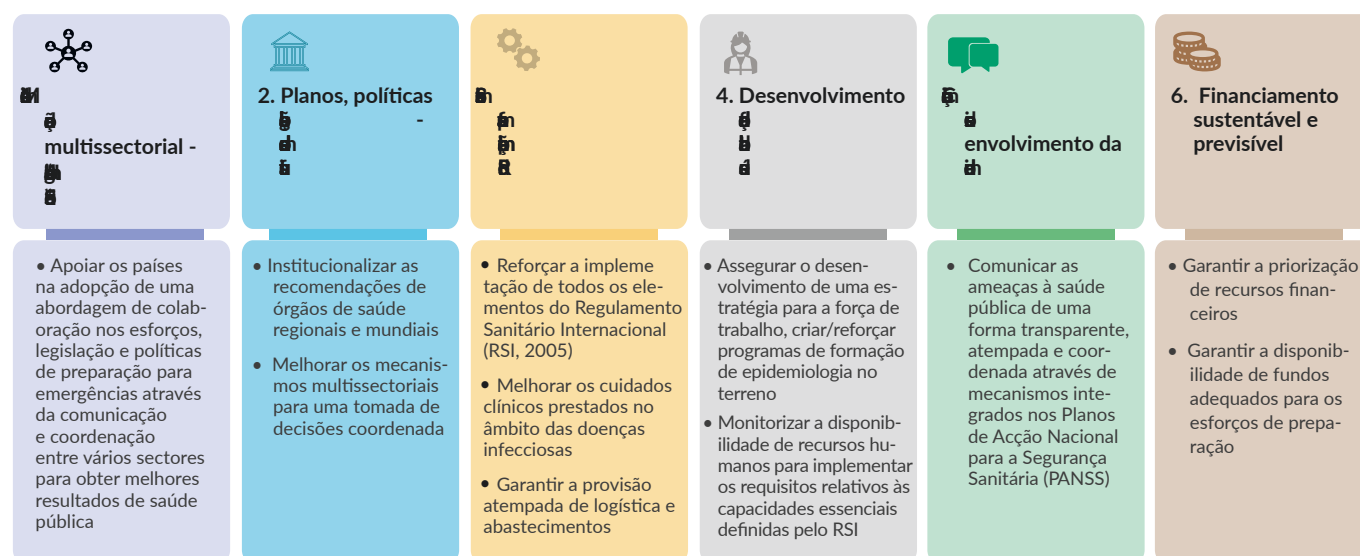 multissectorial -
• Apoiar os países
na adopção de uma
abordagem de colab-
oração nos esforços,
legislação e políticas
de preparação para
emergências através
da comunicação
e coordenação
entre vários sectores
para obter melhores
resultados de saúde
pública
2. Planos, políticas
-
• Institucionalizar as
recomendações de
órgãos de saúde
regionais e mundiais
• Melhorar os mecanis-
mos multissectoriais
para uma tomada de
decisões coordenada
• Reforçar a impleme
tação de todos os ele-
mentos do Regulamento
Sanitário Internacional
(RSI, 2005)
• Melhorar os cuidados
clínicos prestados no
âmbito das doenças
infecciosas
• Garantir a provisão
atempada de logística e
abastecimentos
4. Desenvolvimento
• Assegurar o desen-
volvimento de uma es-
tratégia para a força de
trabalho, criar/reforçar
programas de formação
de epidemiologia no
terreno
• Monitorizar a disponib-
ilidade de recursos hu-
manos para implementar
os requisitos relativos às
capacidades essenciais
definidas pelo RSI
envolvimento da
• Comunicar as
ameaças à saúde
pública de uma
forma transparente,
atempada e coor-
denada através de
mecanismos inte-
grados nos Planos
de Acção Nacional
para a Segurança
Sanitária (PANSS)
6. Financiamento
sustentável e
previsível
• Garantir a priorização
de recursos finan-
ceiros
• Garantir a disponib-
ilidade de fundos
adequados para os
esforços de prepa-
ração